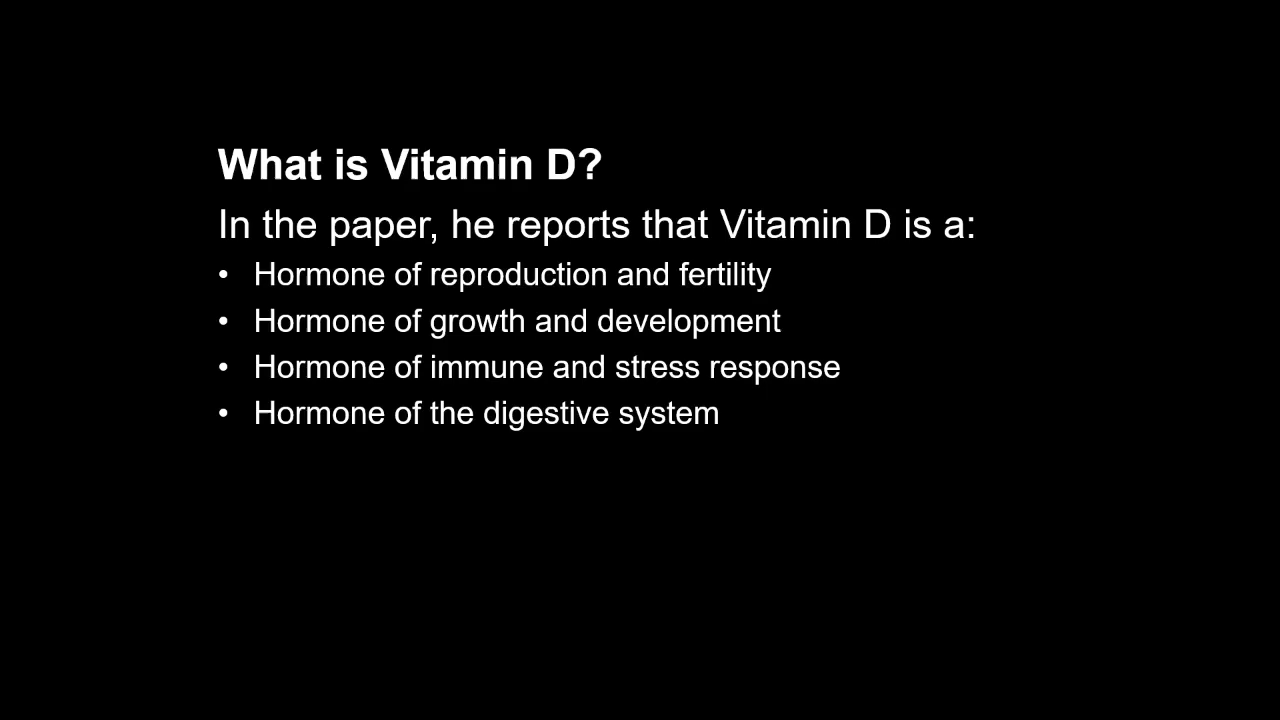 What is Vitamin D?
In the paper, he reports that Vitamin D is a:
• Hormone of reproduction and fertility
• Hormone of growth and development
• Hormone of immune and stress response
• Hormone of the digestive system